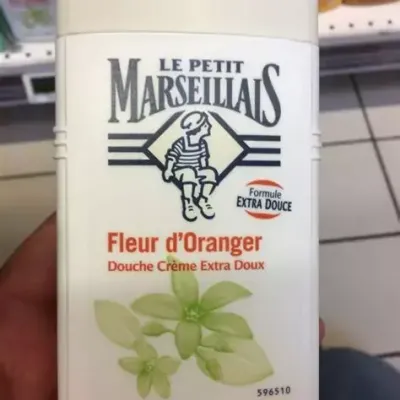 LE PETIT
MARSEILLAIS
Formule
EXTRA DOUCE
Fleur d'Oranger
Douche Crème Extra Doux
596510